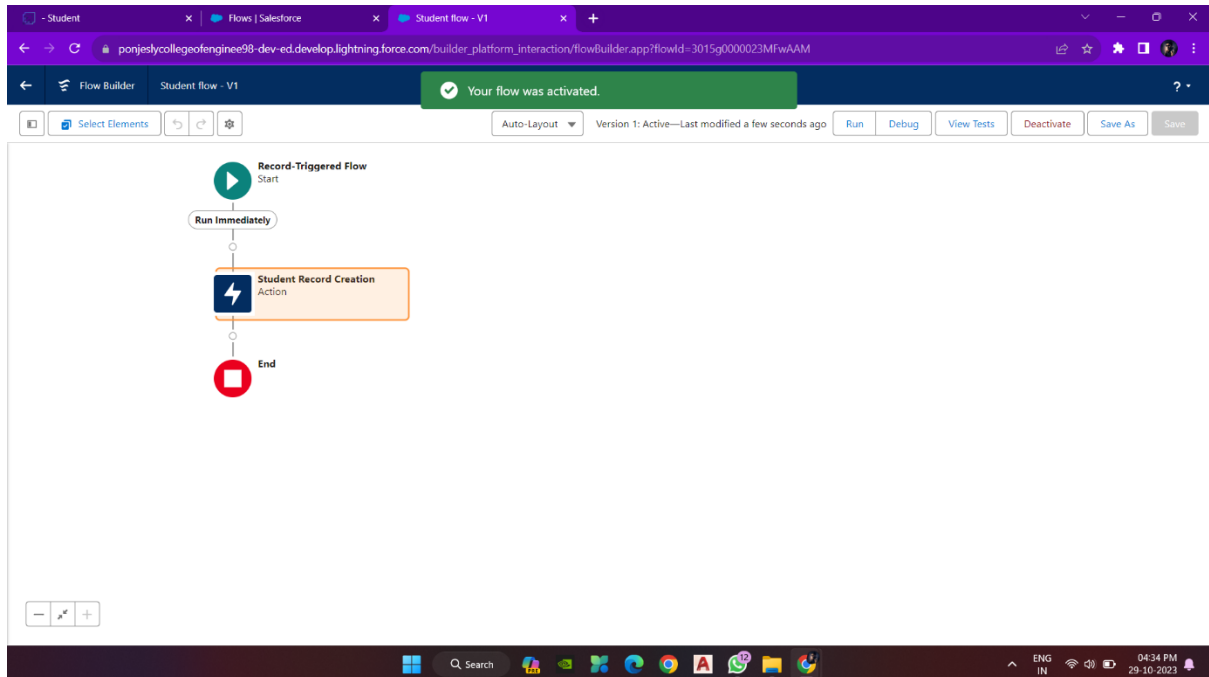 - Student
Flows | Salesforce
Student flow - V1
ponjeslycollegeofenginee98-dev-ed.develop.lightning.force.com/builder_platform_interaction/flowBuilder.app?flowId=3015g0000023MFwAAM
Flow Builder
Student flow - V1
Your flow was activated.
?
Select Elements
Auto-Layout
Version 1: Active—Last modified a few seconds ago
Run
Debug
View Tests
Deactivate
Save As
Save
Record-Triggered Flow
Start
Run Immediately
Student Record Creation
Action
End
Search
PRE
A
12
ENG
IN
04:34 PM
29-10-2023